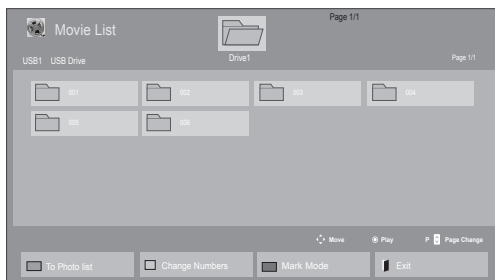 Page 1/1
Movie List
Drive1
USB1 USB Drive
Page 1/1
001 002 003 004
005 006
Move Play P Page Change
To Photo list Change Numbers Mark Mode Exit